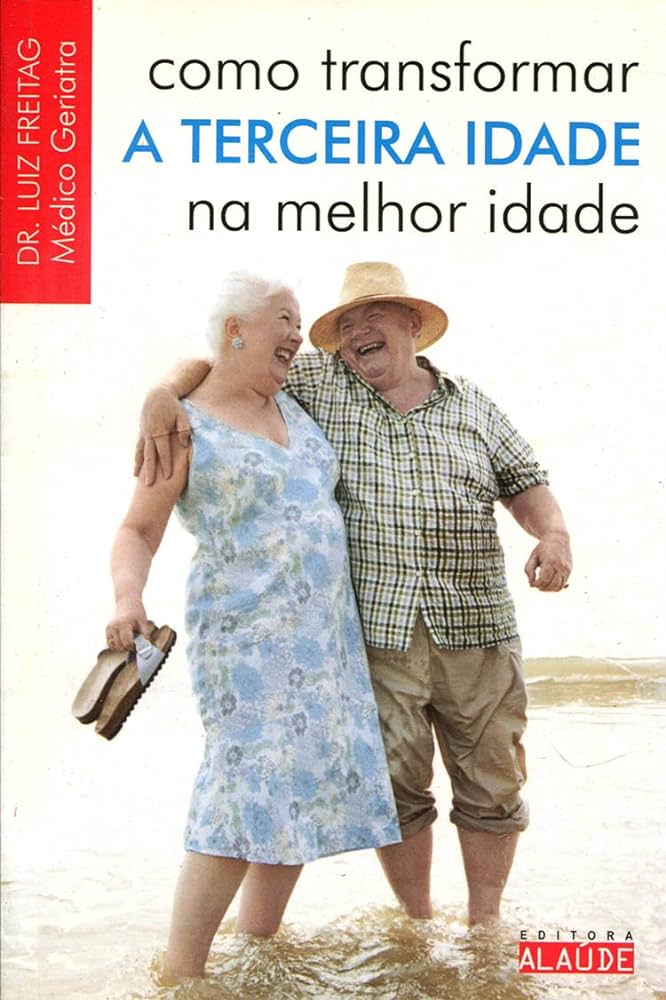 DR. LUIZ FREITAG
Médico Geriatra
como transformar
A TERCEIRA IDADE
na melhor idade
EDITORA
ALAÚDE